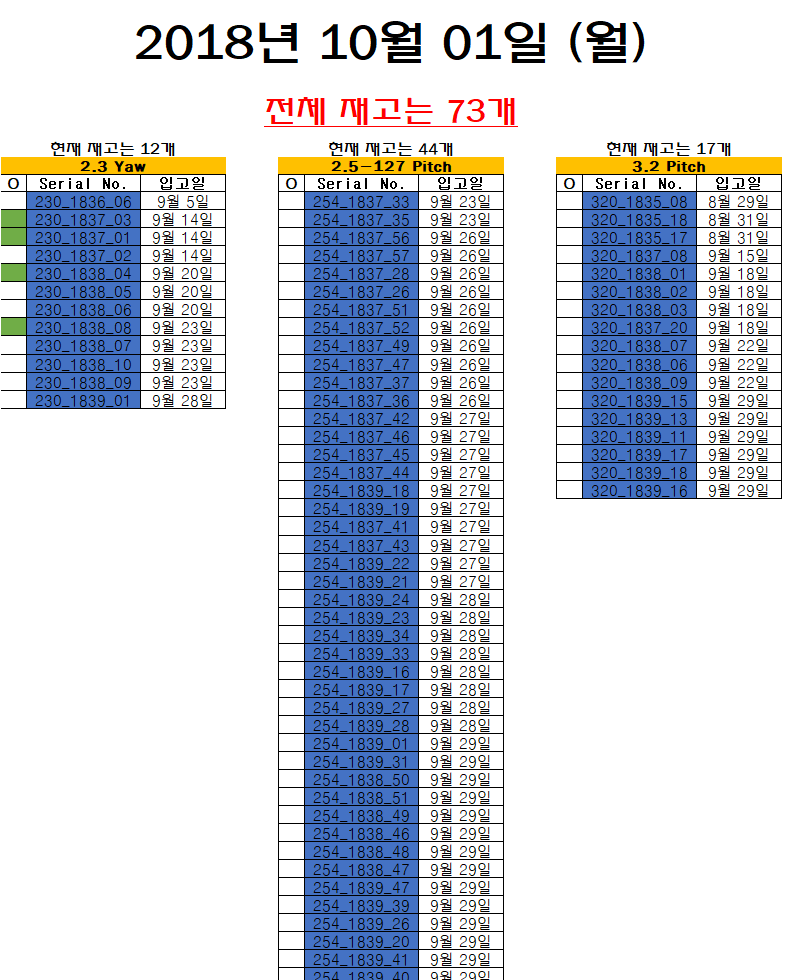 2018년 10월 01일 (월)
전체 재고는 73개
현재 재고는 12개
2.3 Yaw
O Serial No. 입고일
230_1836_06 9월 5일
230_1837_03 9월 14일
230_1837_01 9월 14일
230_1837_02 9월 14일
230_1838_04 9월 20일
230_1838_05 9월 20일
230_1838_06 9월 20일
230_1838_08 9월 23일
230_1838_07 9월 23일
230_1838_10 9월 23일
230_1838_09 9월 23일
230_1839_01 9월 28일
현재 재고는 44개
2.5-127 Pitch
O Serial No. 입고일
254_1837_33 9월 23일
254_1837_35 9월 23일
254_1837_56 9월 26일
254_1837_57 9월 26일
254_1837_28 9월 26일
254_1837_26 9월 26일
254_1837_51 9월 26일
254_1837_52 9월 26일
254_1837_49 9월 26일
254_1837_47 9월 26일
254_1837_37 9월 26일
254_1837_36 9월 26일
254_1837_42 9월 27일
254_1837_46 9월 27일
254_1837_45 9월 27일
254_1837_44 9월 27일
254_1839_18 9월 27일
254_1839_19 9월 27일
254_1837_41 9월 27일
254_1837_43 9월 27일
254_1839_22 9월 27일
254_1839_21 9월 27일
254_1839_24 9월 28일
254_1839_23 9월 28일
254_1839_34 9월 28일
254_1839_33 9월 28일
254_1839_16 9월 28일
254_1839_17 9월 28일
254_1839_27 9월 28일
254_1839_28 9월 28일
254_1839_01 9월 29일
254_1839_31 9월 29일
254_1838_50 9월 29일
254_1838_51 9월 29일
254_1838_49 9월 29일
254_1838_46 9월 29일
254_1838_48 9월 29일
254_1838_47 9월 29일
254_1839_47 9월 29일
254_1839_39 9월 29일
254_1839_26 9월 29일
254_1839_20 9월 29일
254_1839_41 9월 29일
254_1839_40 9월 29일
현재 재고는 17개
3.2 Pitch
O Serial No. 입고일
320_1835_08 8월 29일
320_1835_18 8월 31일
320_1835_17 8월 31일
320_1837_08 9월 15일
320_1838_01 9월 18일
320_1838_02 9월 18일
320_1838_03 9월 18일
320_1837_20 9월 18일
320_1838_07 9월 22일
320_1838_06 9월 22일
320_1838_09 9월 22일
320_1839_15 9월 29일
320_1839_13 9월 29일
320_1839_11 9월 29일
320_1839_17 9월 29일
320_1839_18 9월 29일
320_1839_16 9월 29일